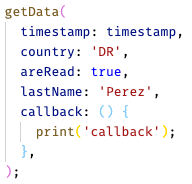 getData(
  timestamp: timestamp,
  country: 'DR',
  areRead: true,
  lastName: 'Perez',
  callback: () {
    print('callback');
  },
);